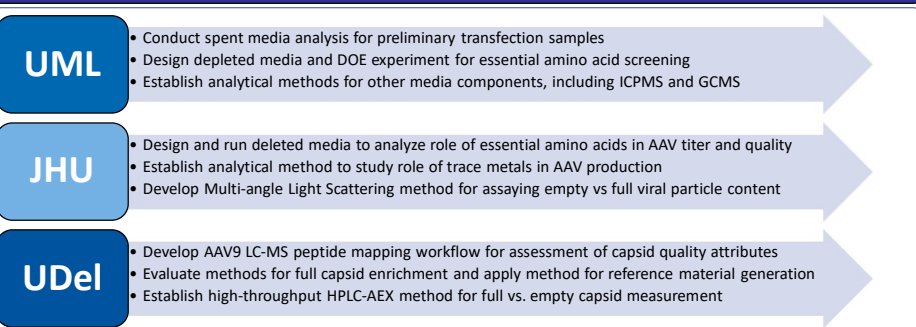 UML
• Conduct spent media analysis for preliminary transfection samples
• Design depleted media and DOE experiment for essential amino acid screening
• Establish analytical methods for other media components, including ICPMS and GCMS
JHU
• Design and run deleted media to analyze role of essential amino acids in AAV titer and quality
• Establish analytical method to study role of trace metals in AAV production
• Develop Multi-angle Light Scattering method for assaying empty vs full viral particle content
UDel
• Develop AAV9 LC-MS peptide mapping workflow for assessment of capsid quality attributes
• Evaluate methods for full capsid enrichment and apply method for reference material generation
• Establish high-throughput HPLC-AEX method for full vs. empty capsid measurement